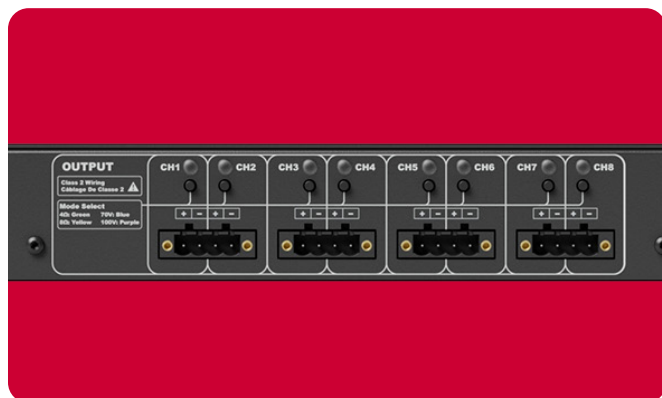 OUTPUT
Class 2 Wiring
Câblage De Classe 2
Mode Select
4Ω: Green 70V: Blue
8Ω: Yellow 100V: Purple
CH1 CH2 CH3 CH4 CH5 CH6 CH7 CH8
+ − + − + − + − + − + − + − + −